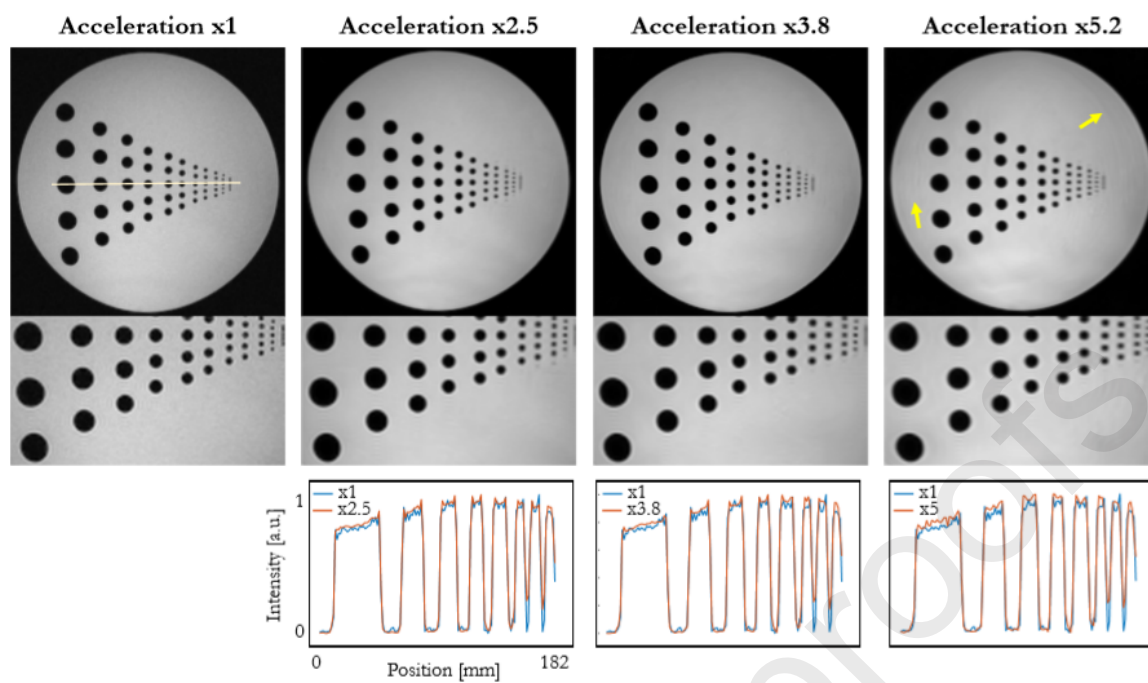 Acceleration x1
Acceleration x2.5
Acceleration x3.8
Acceleration x5.2
x1
x2.5
x1
x3.8
x1
x5
1
0
Intensity [a.u.]
0
Position [mm]
182
proofs